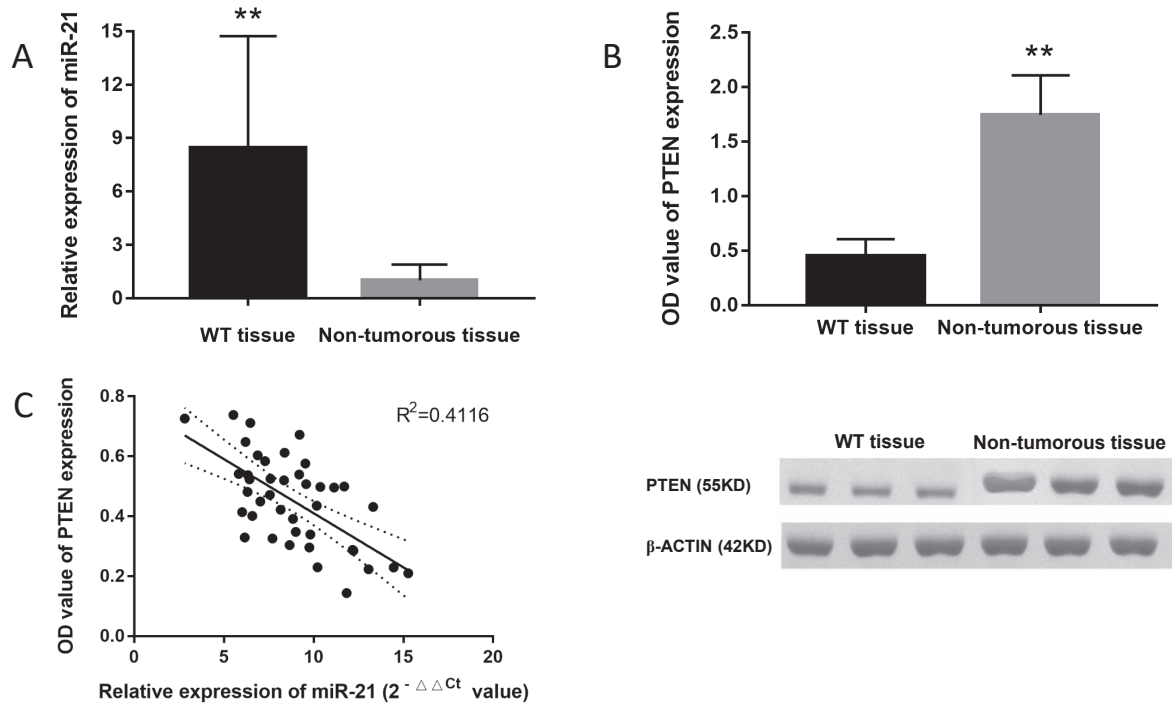 A
Relative expression of miR-21
15
12
9
6
3
0
**
WT tissue
Non-tumorous tissue
B
OD value of PTEN expression
2.5
2.0
1.5
1.0
0.5
0.0
**
WT tissue
Non-tumorous tissue
C
OD value of PTEN expression
0.8
0.6
0.4
0.2
0.0
R²=0.4116
0
5
10
15
20
Relative expression of miR-21 (2^-△△Ct value)
WT tissue
Non-tumorous tissue
PTEN (55KD)
β-ACTIN (42KD)